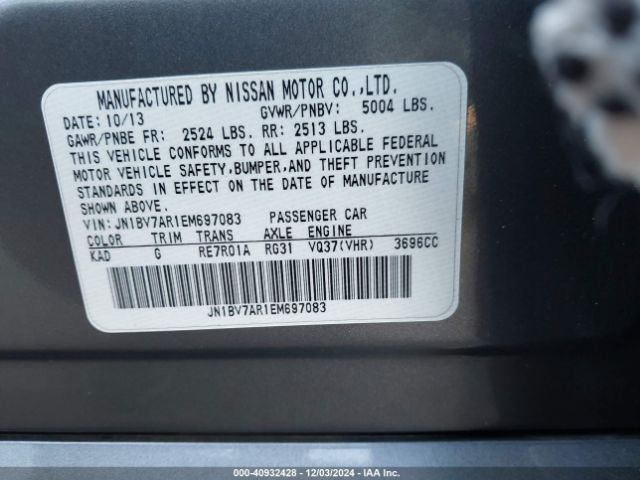 MANUFACTURED BY NISSAN MOTOR CO.,LTD.
DATE: 10/13 GVWR/PNBV: 5004 LBS.
GAWR/PNBE FR: 2524 LBS. RR: 2513 LBS.
THIS VEHICLE CONFORMS TO ALL APPLICABLE FEDERAL
MOTOR VEHICLE SAFETY,BUMPER,AND THEFT PREVENTION
STANDARDS IN EFFECT ON THE DATE OF MANUFACTURE
SHOWN ABOVE.
VIN: JN1BV7AR1EM697083 PASSENGER CAR
COLOR TRIM TRANS AXLE ENGINE
KAD G RE7R01A RG31 VQ37(VHR) 3696CC
JN1BV7AR1EM697083
000-40932428 - 12/03/2024 - IAA Inc.